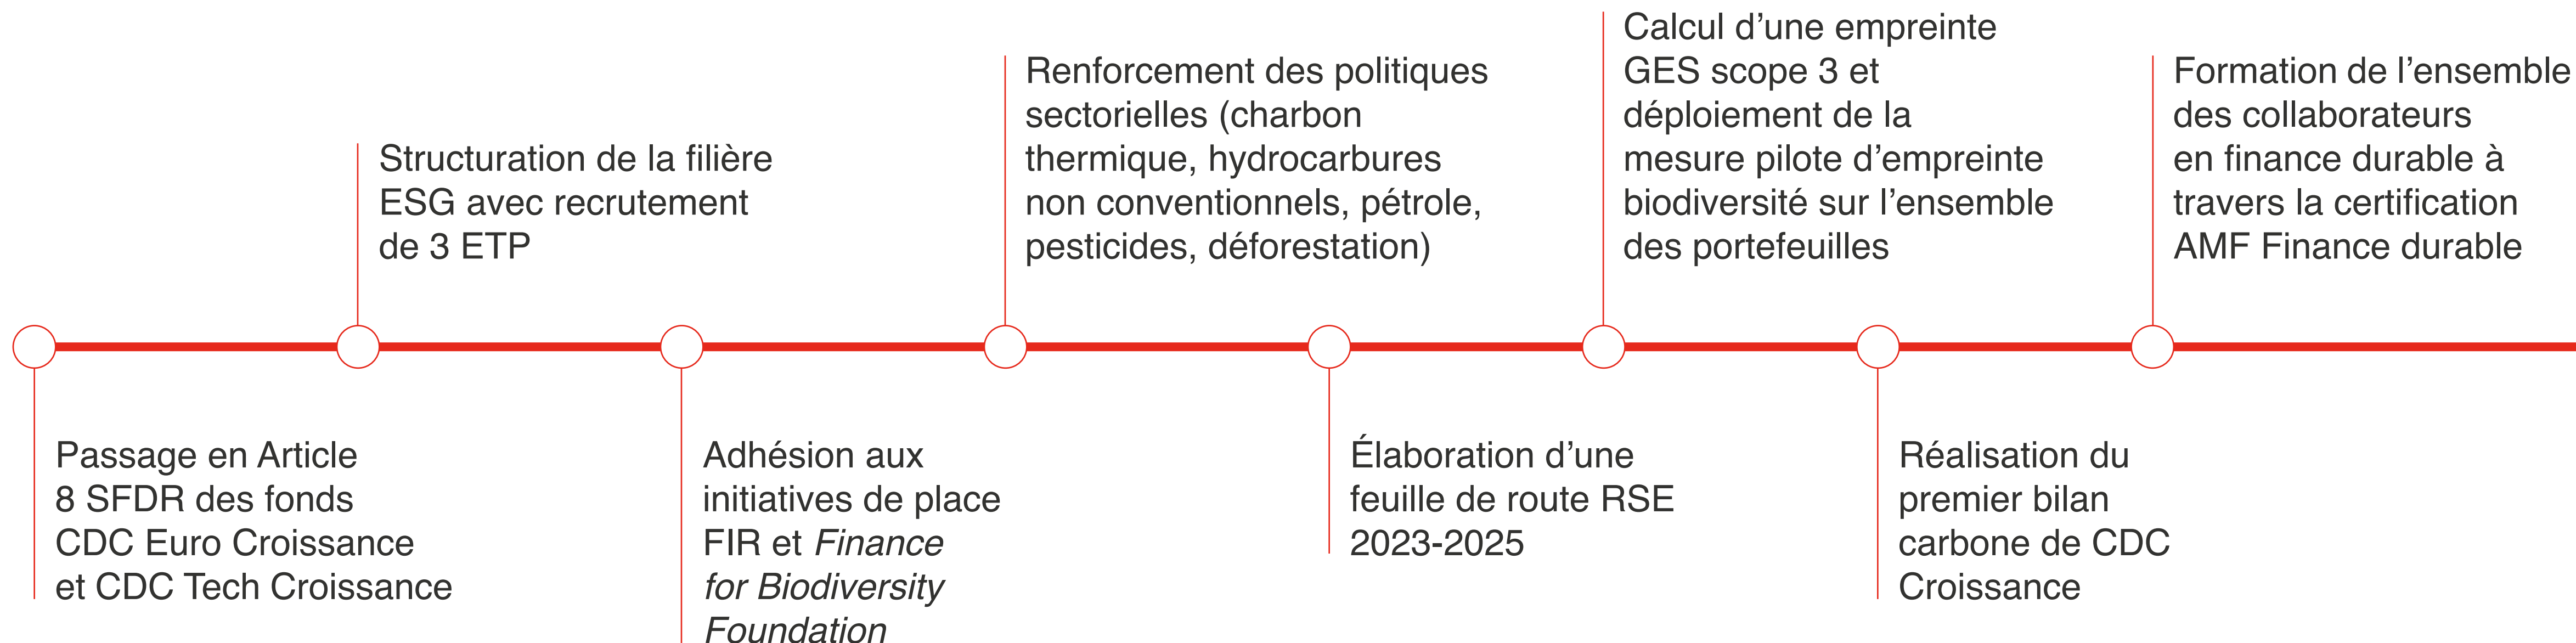 Passage en Article
8 SFDR des fonds
CDC Euro Croissance
et CDC Tech Croissance
Structuration de la filière
ESG avec recrutement
de 3 ETP
Adhésion aux
initiatives de place
FIR et Finance
for Biodiversity
Foundation
Renforcement des politiques
sectorielles (charbon
thermique, hydrocarbures
non conventionnels, pétrole,
pesticides, déforestation)
Élaboration d’une
feuille de route RSE
2023-2025
Calcul d’une empreinte
GES scope 3 et
déploiement de la
mesure pilote d’empreinte
biodiversité sur l’ensemble
des portefeuilles
Réalisation du
premier bilan
carbone de CDC
Croissance
Formation de l’ensemble
des collaborateurs
en finance durable à
travers la certification
AMF Finance durable